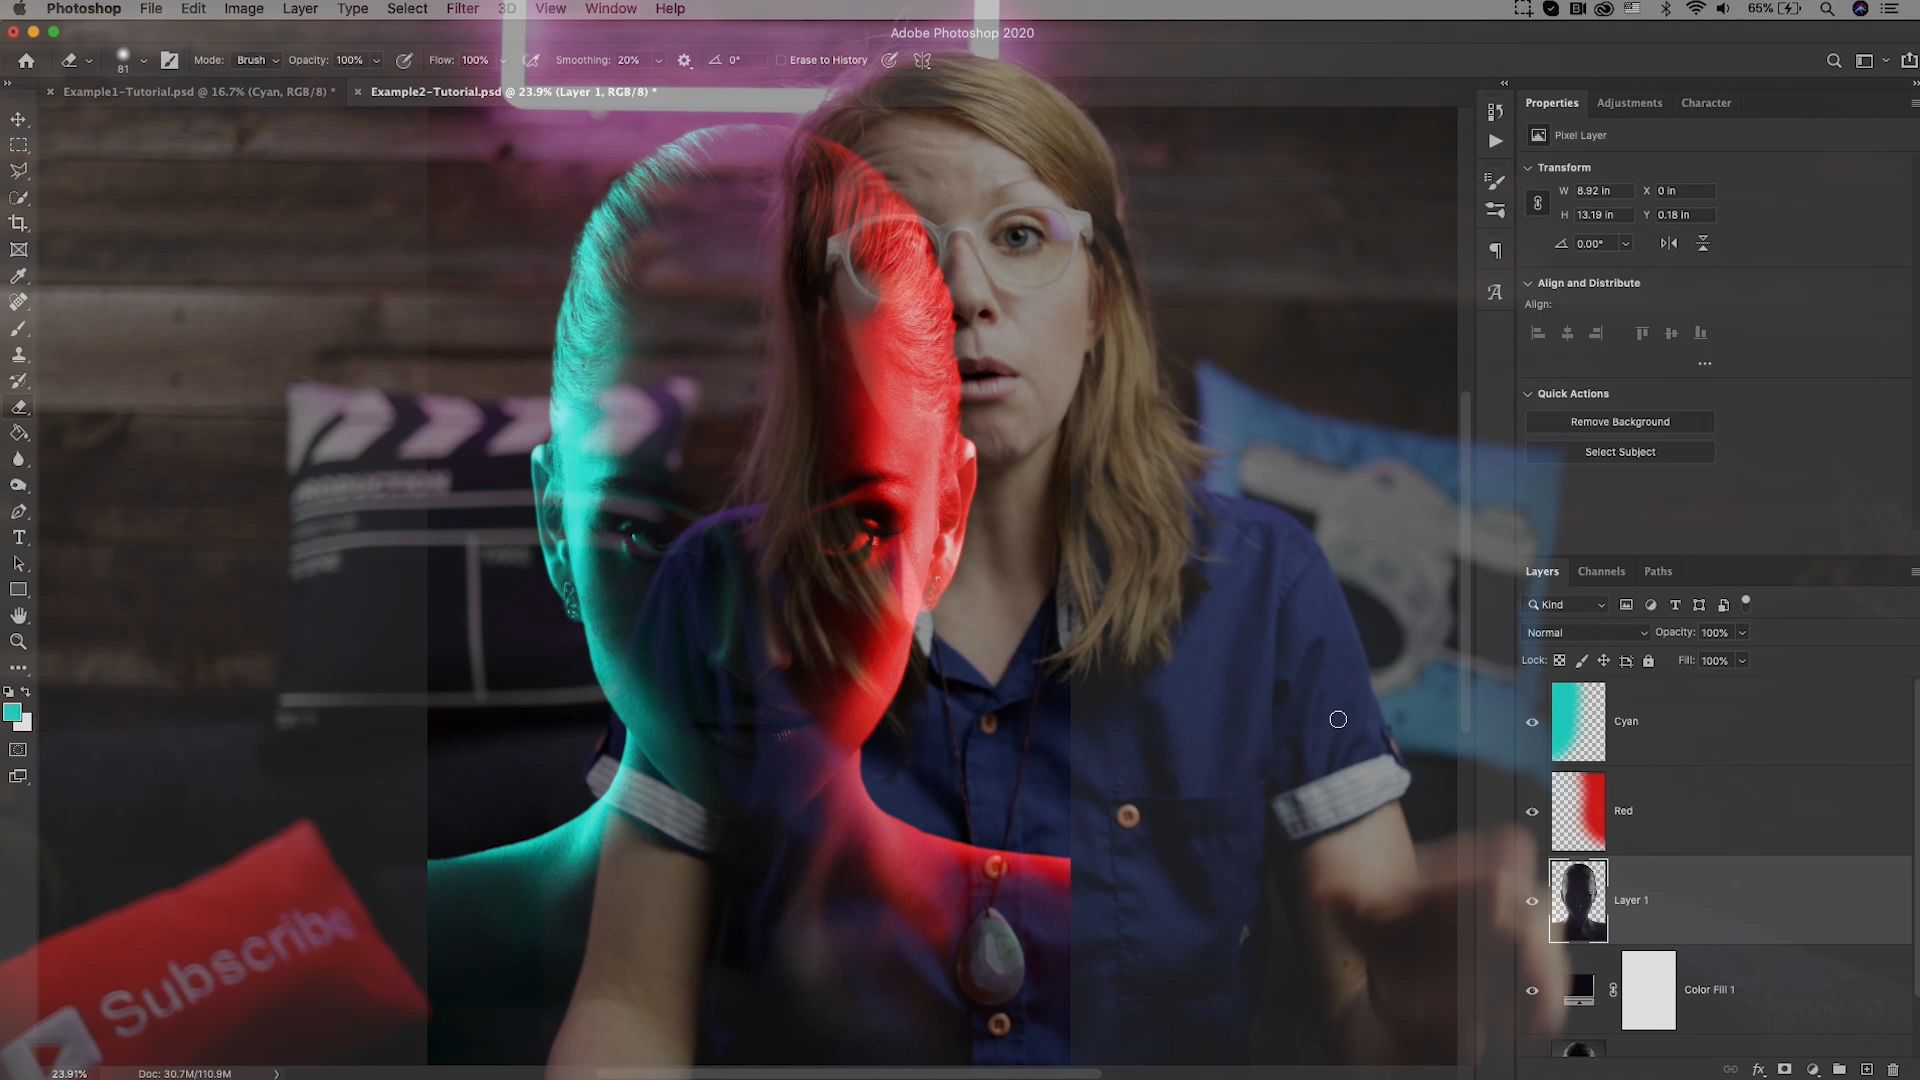 Photoshop File Edit Image Layer Type Select Filter 3D View Window Help 65%
Adobe Photoshop 2020
81 Mode: Brush Opacity: 100% Flow: 100% Smoothing: 20% 0° Erase to History
Example1-Tutorial.psd @ 16.7% (Cyan, RGB/8) * Example2-Tutorial.psd @ 23.9% (Layer 1, RGB/8) *
Properties Adjustments Character
Pixel Layer
Transform
W 8.92 in X 0 in
H 13.19 in Y 0.18 in
0.00°
Align and Distribute
Align:
Quick Actions
Remove Background
Select Subject
Layers Channels Paths
Kind
Normal Opacity: 100%
Lock: Fill: 100%
Cyan
Red
Layer 1
Color Fill 1
Subscribe
23.91% Doc: 30.7M/110.9M